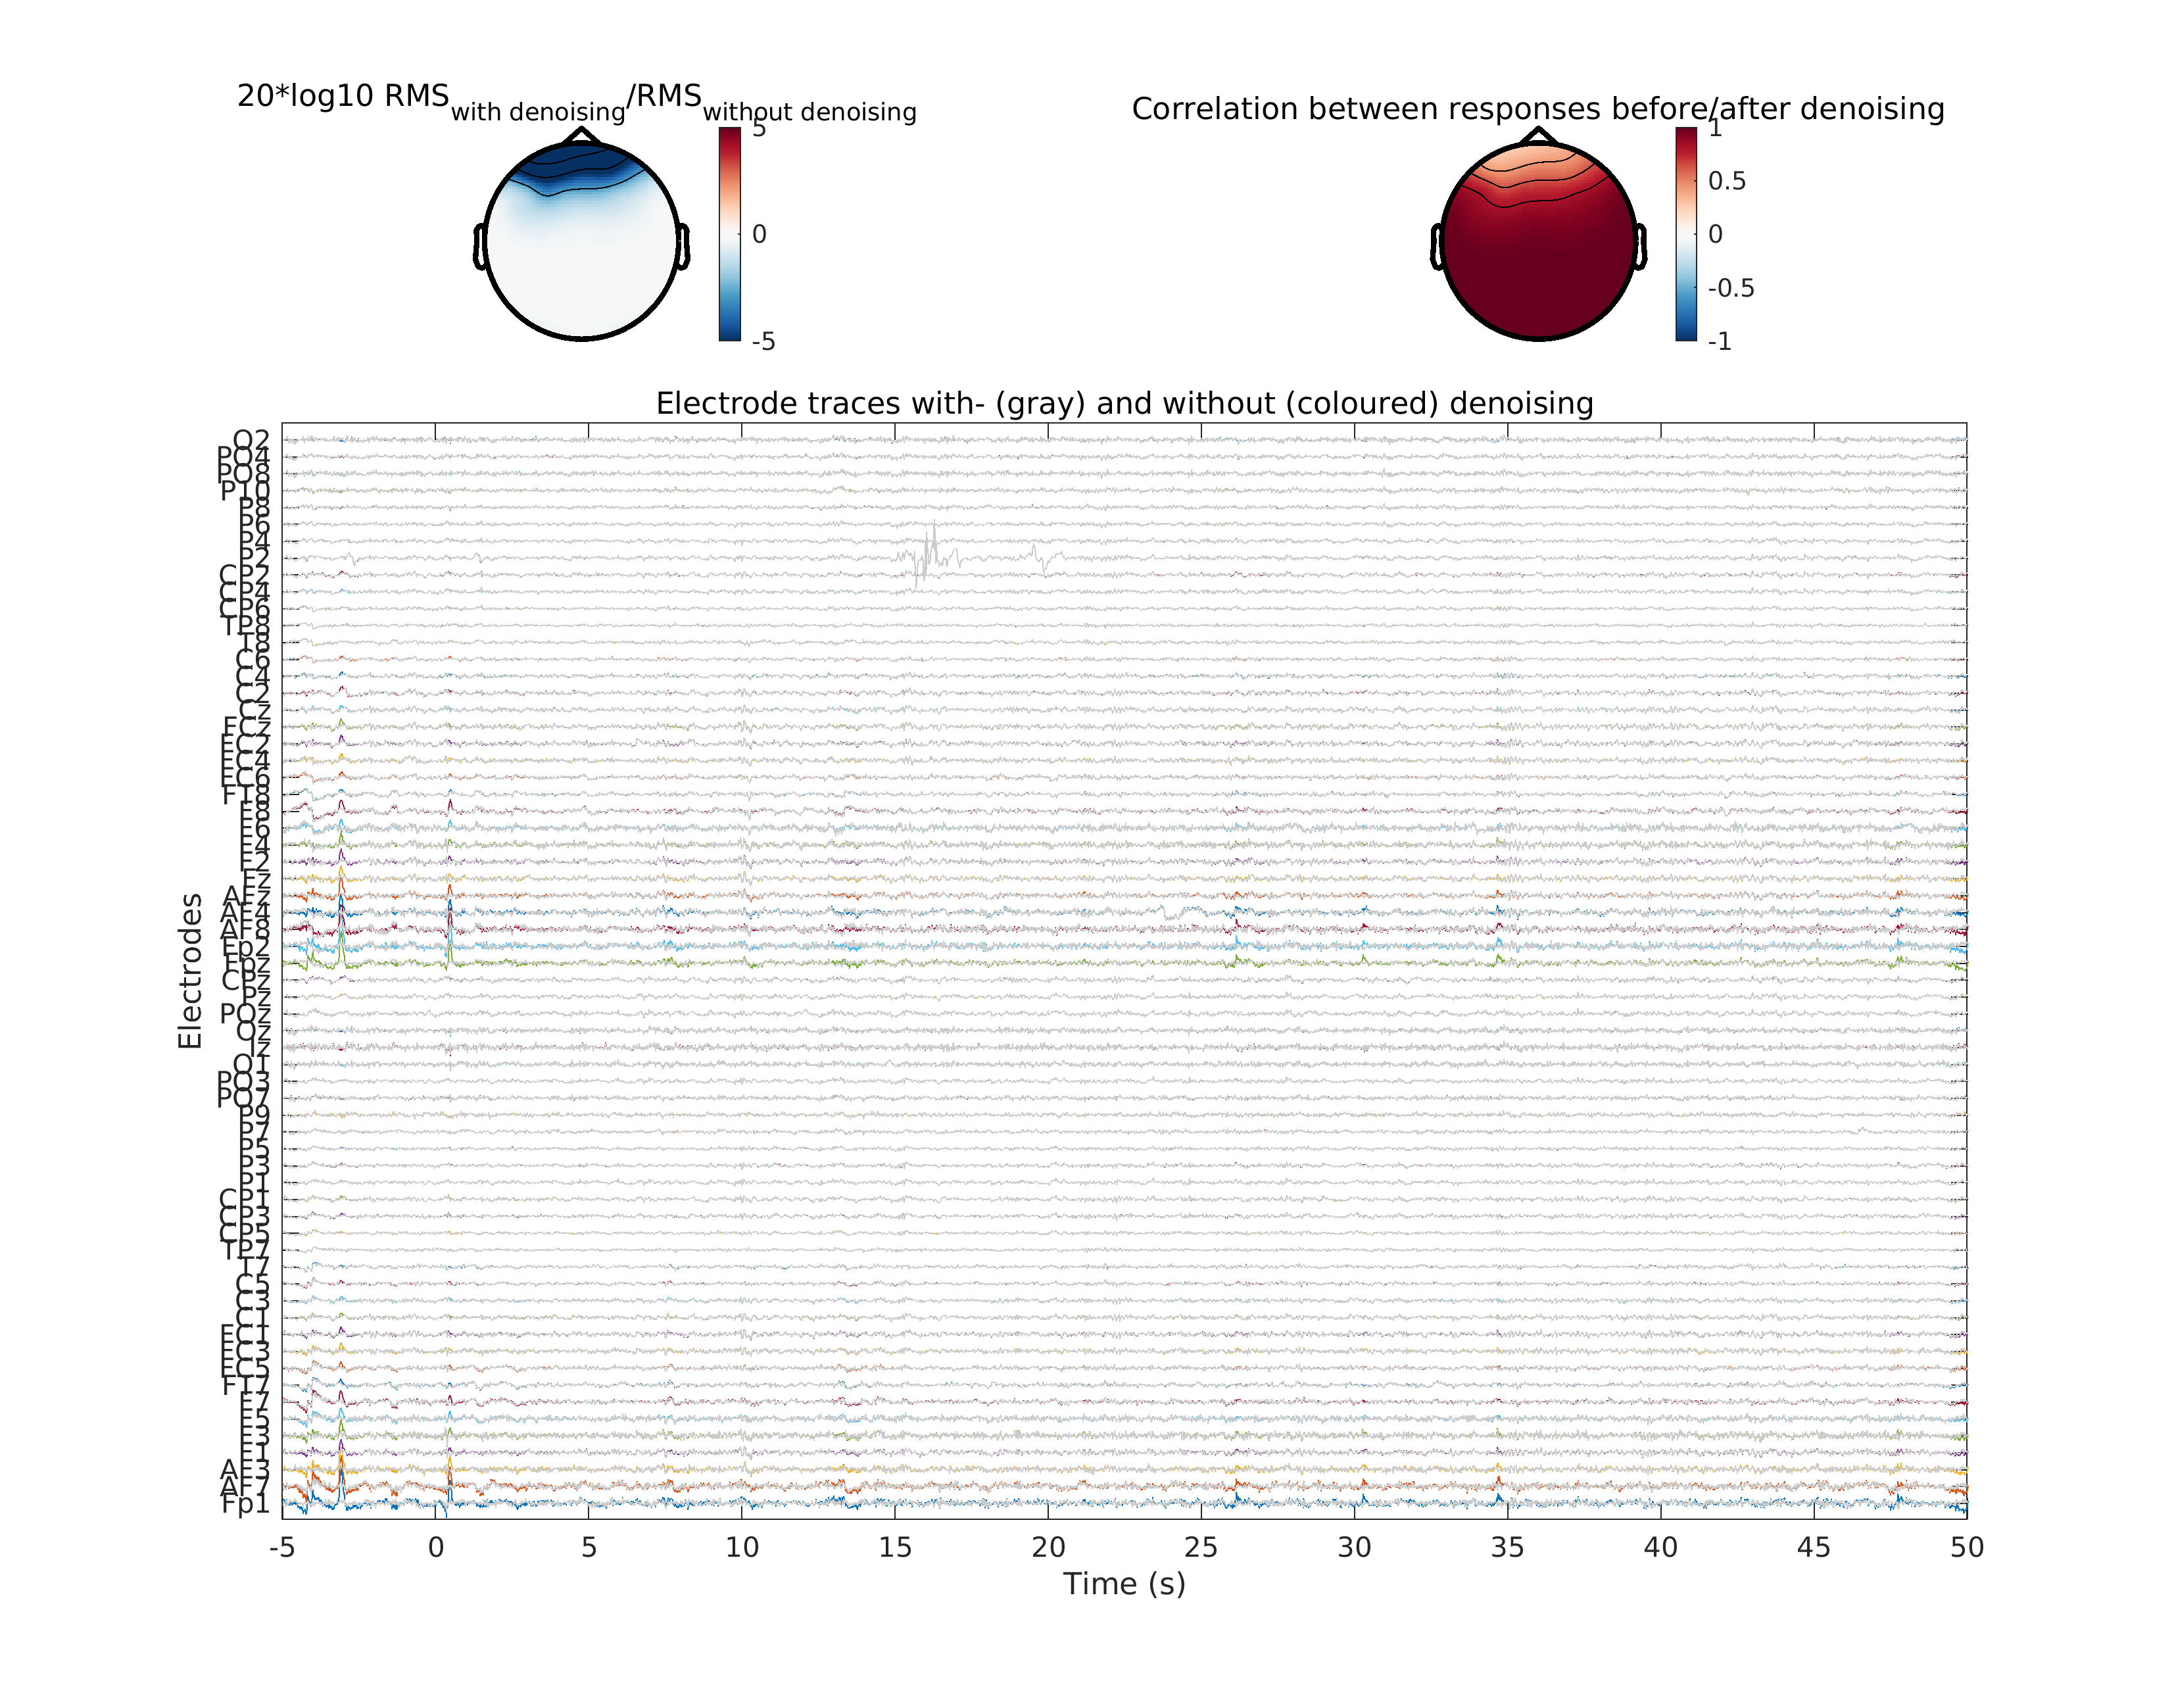 20*log10 RMS with denoising/RMS without denoising
5
0
-5
Correlation between responses before/after denoising
1
0.5
0
-0.5
-1
Electrode traces with- (gray) and without (coloured) denoising
Electrodes
O2
PO4
PO8
P10
P8
P6
P4
P2
CP2
CP4
CP6
TP8
T8
C6
C4
C2
Cz
FCz
FC2
FC4
FC6
FT8
F8
F6
F4
F2
Fz
AFz
AF4
AF8
Fp2
Fpz
CPz
Pz
POz
Oz
Iz
O1
PO3
PO7
P9
P7
P5
P3
P1
CP1
CP3
CP5
TP7
T7
C5
C3
C1
FC1
FC3
FC5
FT7
F7
F5
F3
F1
AF3
AF7
Fp1
-5 0 5 10 15 20 25 30 35 40 45 50
Time (s)